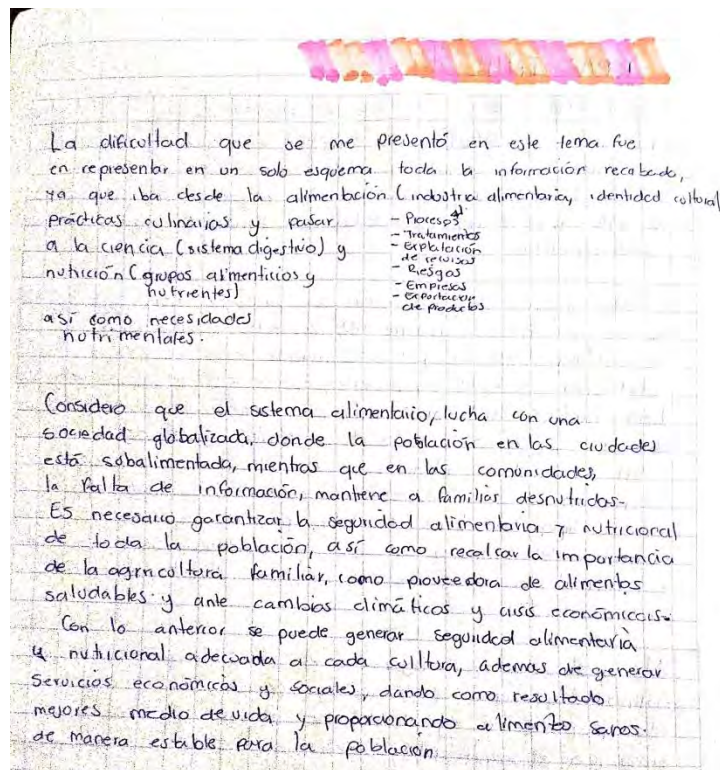 La dificultad que se me presentó en este tema fue
en representar en un solo esquema toda la información recabada,
ya que iba desde la alimentación (industria alimentaria, identidad cultural
prácticas culinarias y pasar
a la ciencia (sistema digestivo) y
nutrición (grupos alimenticios y
nutrientes)
así como necesidades
nutrimentales.
- Procesos
- Tratamientos
- Explotación
de recursos
- Riesgos
- Empresas
- Exportación
de productos
Considero que el sistema alimentario, lucha con una
sociedad globalizada, donde la población en las ciudades
está sobalimentada, mientras que en las comunidades,
la falta de información, mantiene a familias desnutridas.
Es necesario garantizar la seguridad alimentaria y nutricional
de toda la población, así como recalcar la importancia
de la agricultura familiar, como proveedora de alimentos
saludables y ante cambios climáticos y crisis económicas.
Con lo anterior se puede generar seguridad alimentaria
y nutricional adecuada a cada cultura, ademas de generar
servicios económicos y sociales, dando como resultado
mejores medio de vida, y proporcionando alimento sanos.
de manera estable para la población